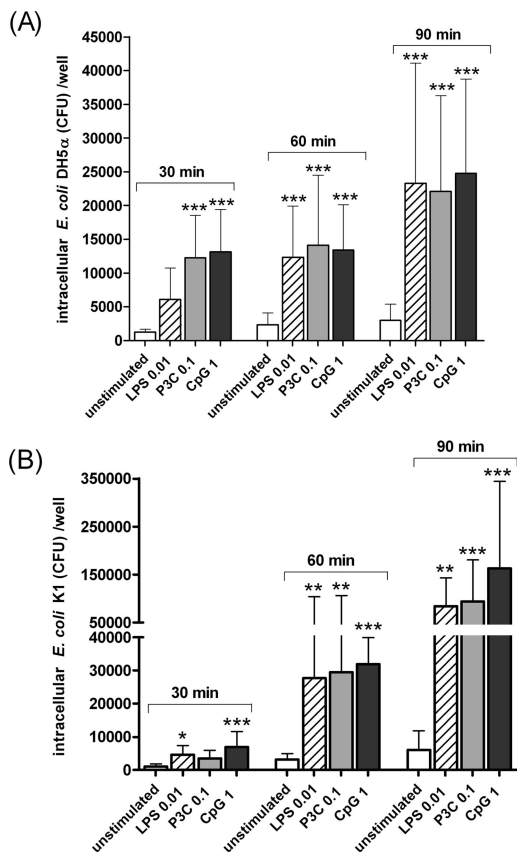 (A)
intracellular E. coli DH5α (CFU) /well
45000
40000
35000
30000
25000
20000
15000
10000
5000
0
30 min
60 min
90 min
*** ***
*** *** ***
*** *** ***
unstimulated
LPS 0.01
P3C 0.1
CpG 1
unstimulated
LPS 0.01
P3C 0.1
CpG 1
unstimulated
LPS 0.01
P3C 0.1
CpG 1
(B)
intracellular E. coli K1 (CFU) /well
350000
250000
150000
50000
40000
30000
20000
10000
0
30 min
60 min
90 min
* ***
** ** ***
** *** ***
unstimulated
LPS 0.01
P3C 0.1
CpG 1
unstimulated
LPS 0.01
P3C 0.1
CpG 1
unstimulated
LPS 0.01
P3C 0.1
CpG 1